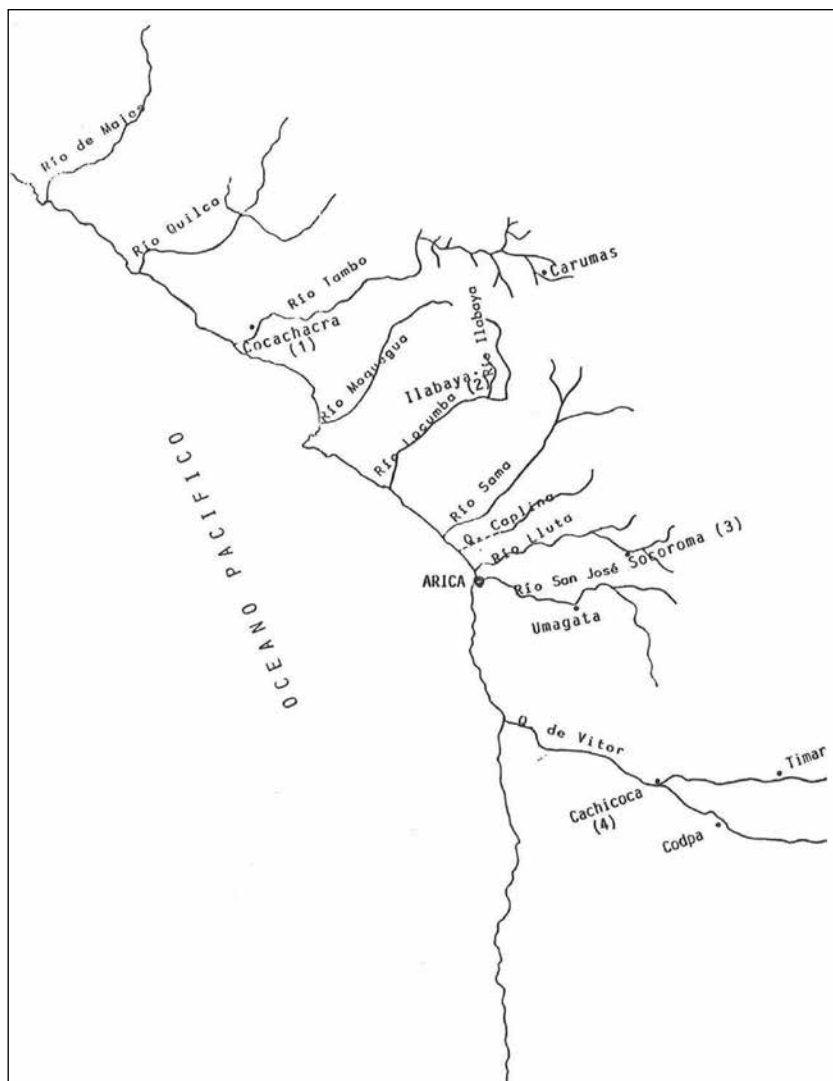 Río de Majes
Río Quilca
Río Tambo
Carumas
Cocachacra
(1)
Río Moquegua
Río Ilabaya
Ilabaya
(2)
Río Locumba
Río Sama
Q. Caplina
Río Lluta
Socoroma (3)
ARICA
Río San José
Umagata
OCEANO PACIFICO
Q. de Vitor
Timar
Cachicoca
(4)
Codpa